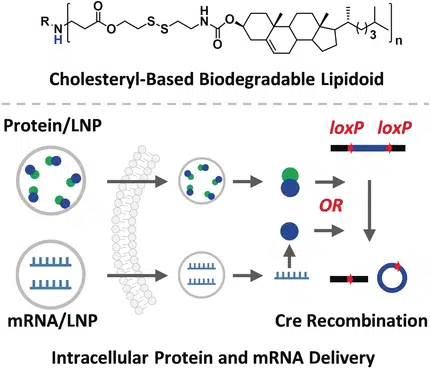 R
N
H
O
O
S
S
H
N
O
O
H
H
H
3
n
Cholesteryl-Based Biodegradable Lipidoid
Protein/LNP
loxP loxP
OR
mRNA/LNP
Cre Recombination
Intracellular Protein and mRNA Delivery